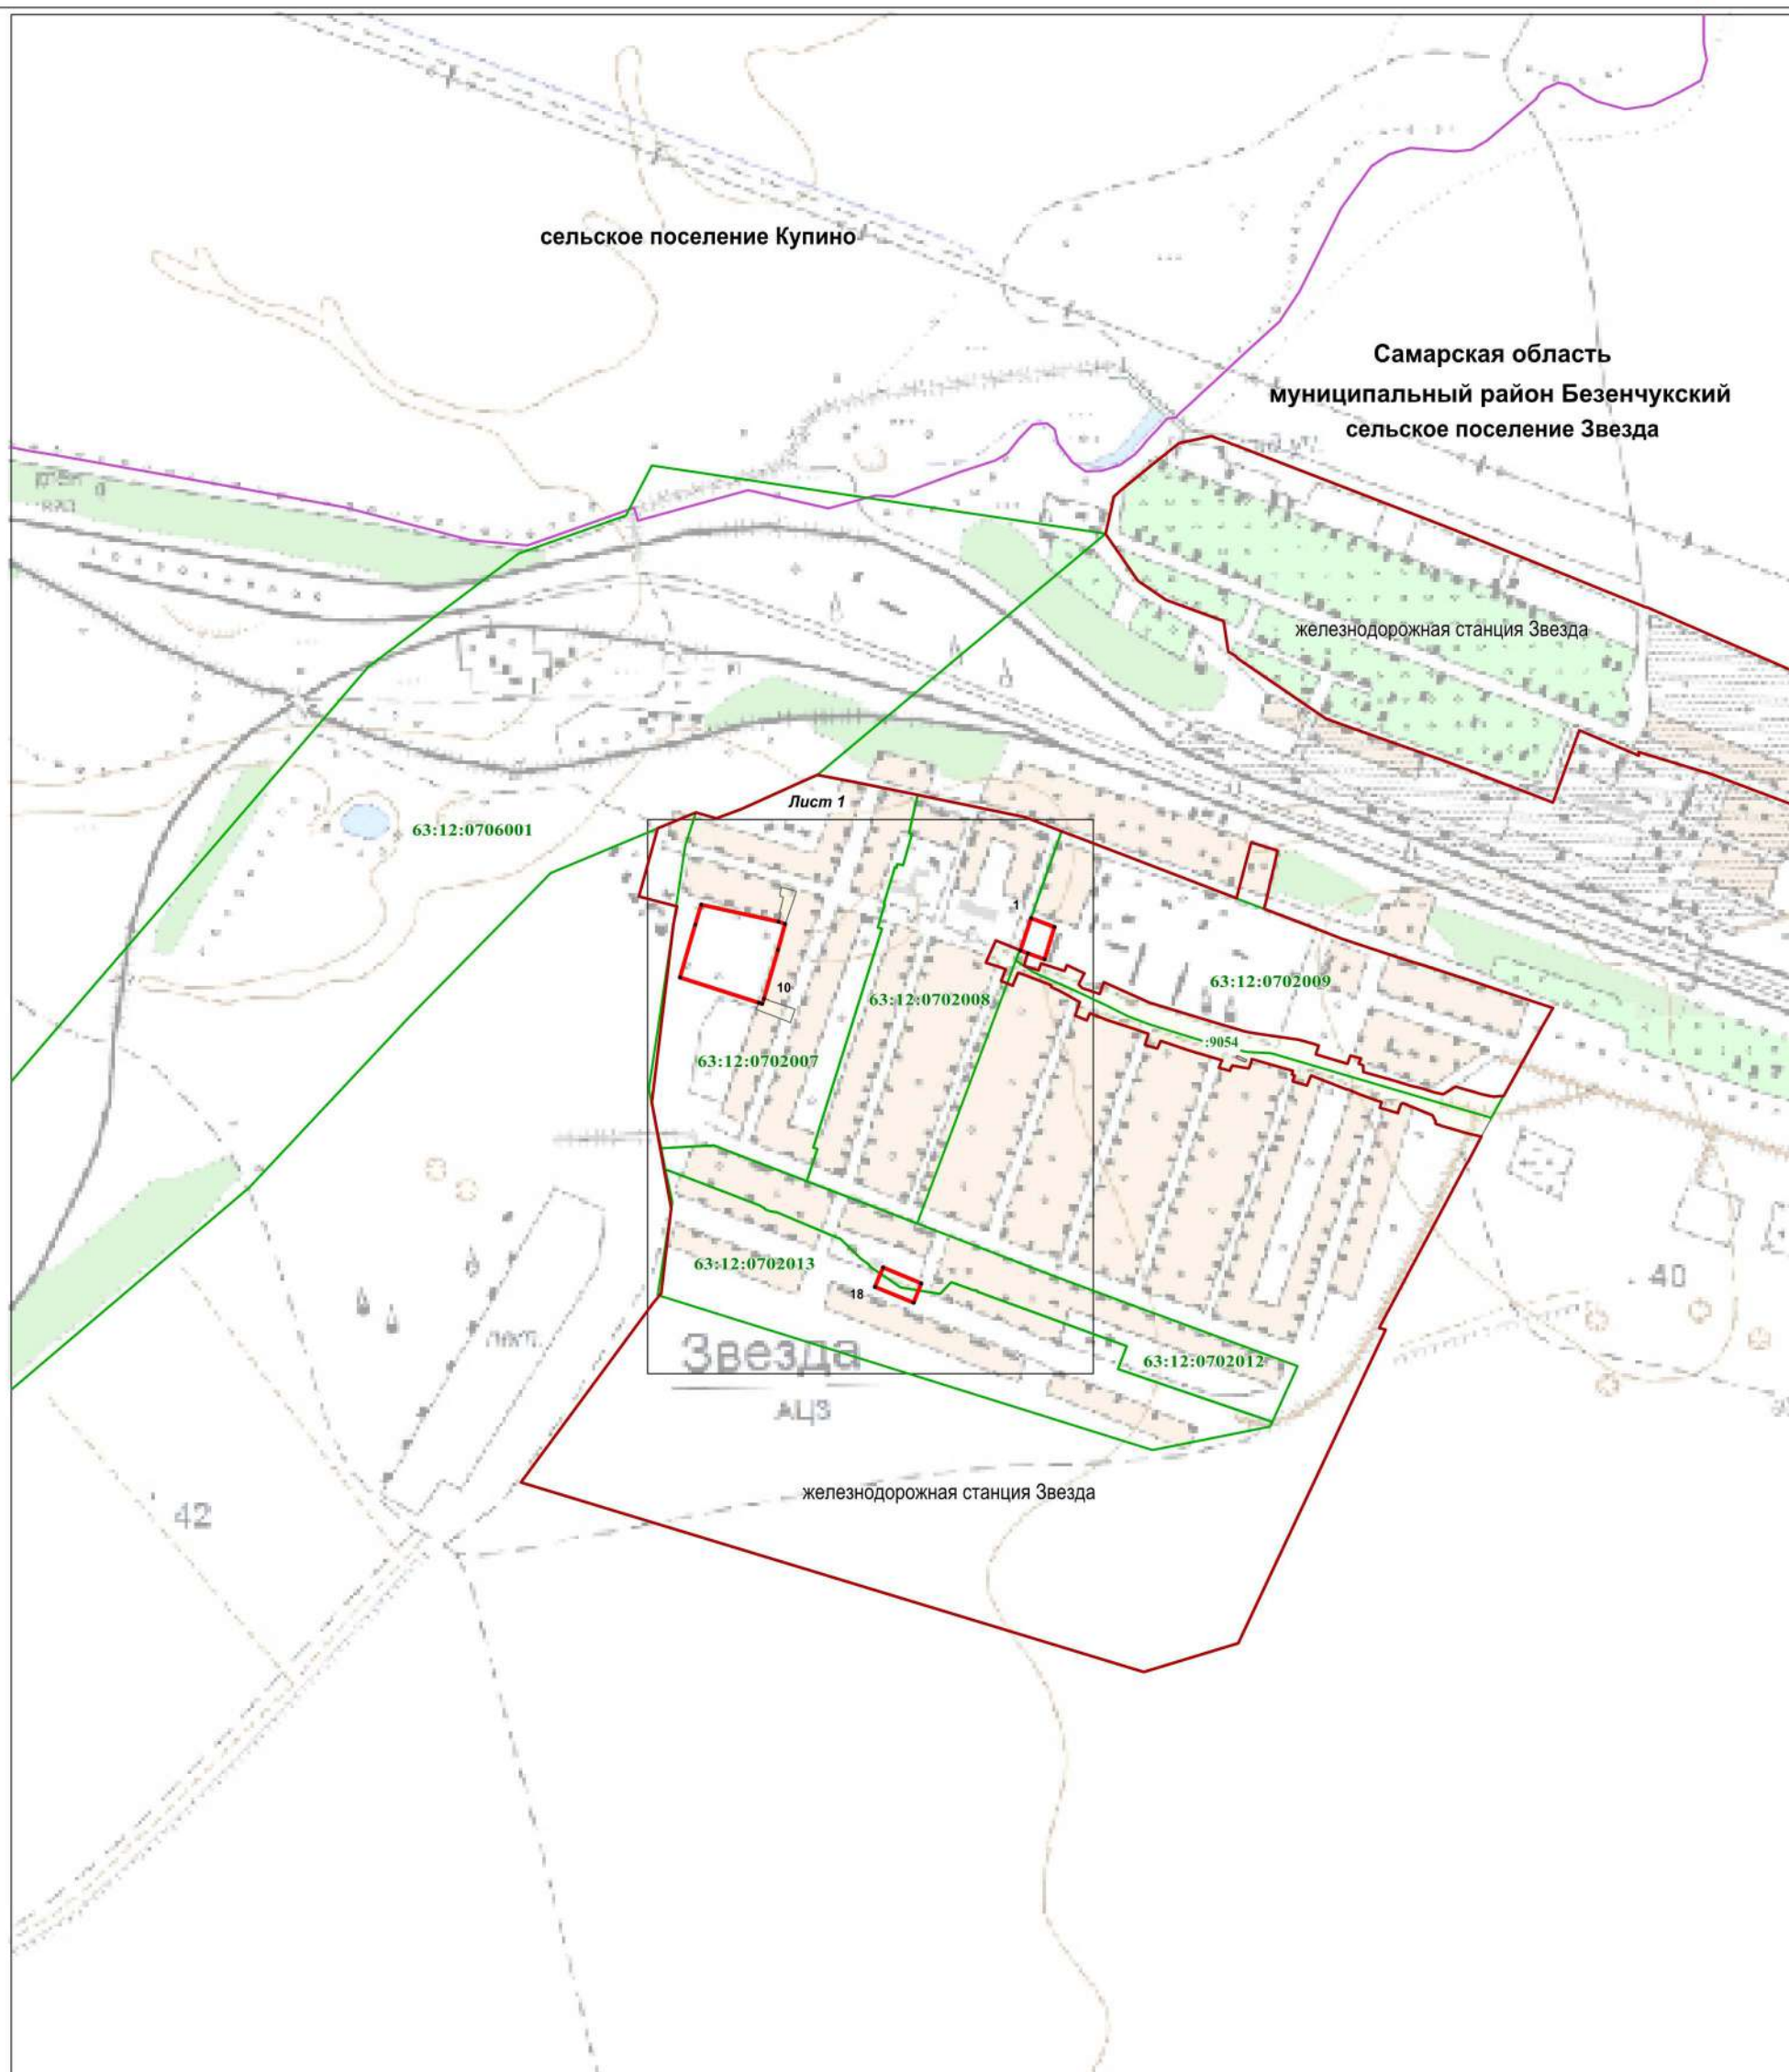 сельское поселение Купино
Самарская область
муниципальный район Безенчукский
сельское поселение Звезда
железнодорожная станция Звезда
Лист 1
63:12:0706001
1
63:12:0702009
10
63:12:0702008
:9054
63:12:0702007
63:12:0702013
18
40
Звезда
63:12:0702012
АЦЗ
железнодорожная станция Звезда
42